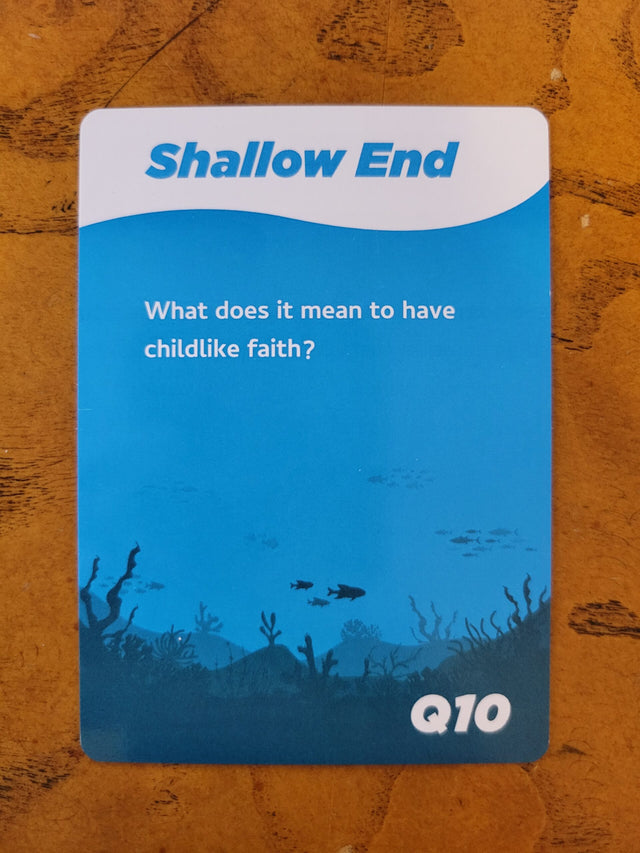 Shallow End
What does it mean to have
childlike faith?
Q10